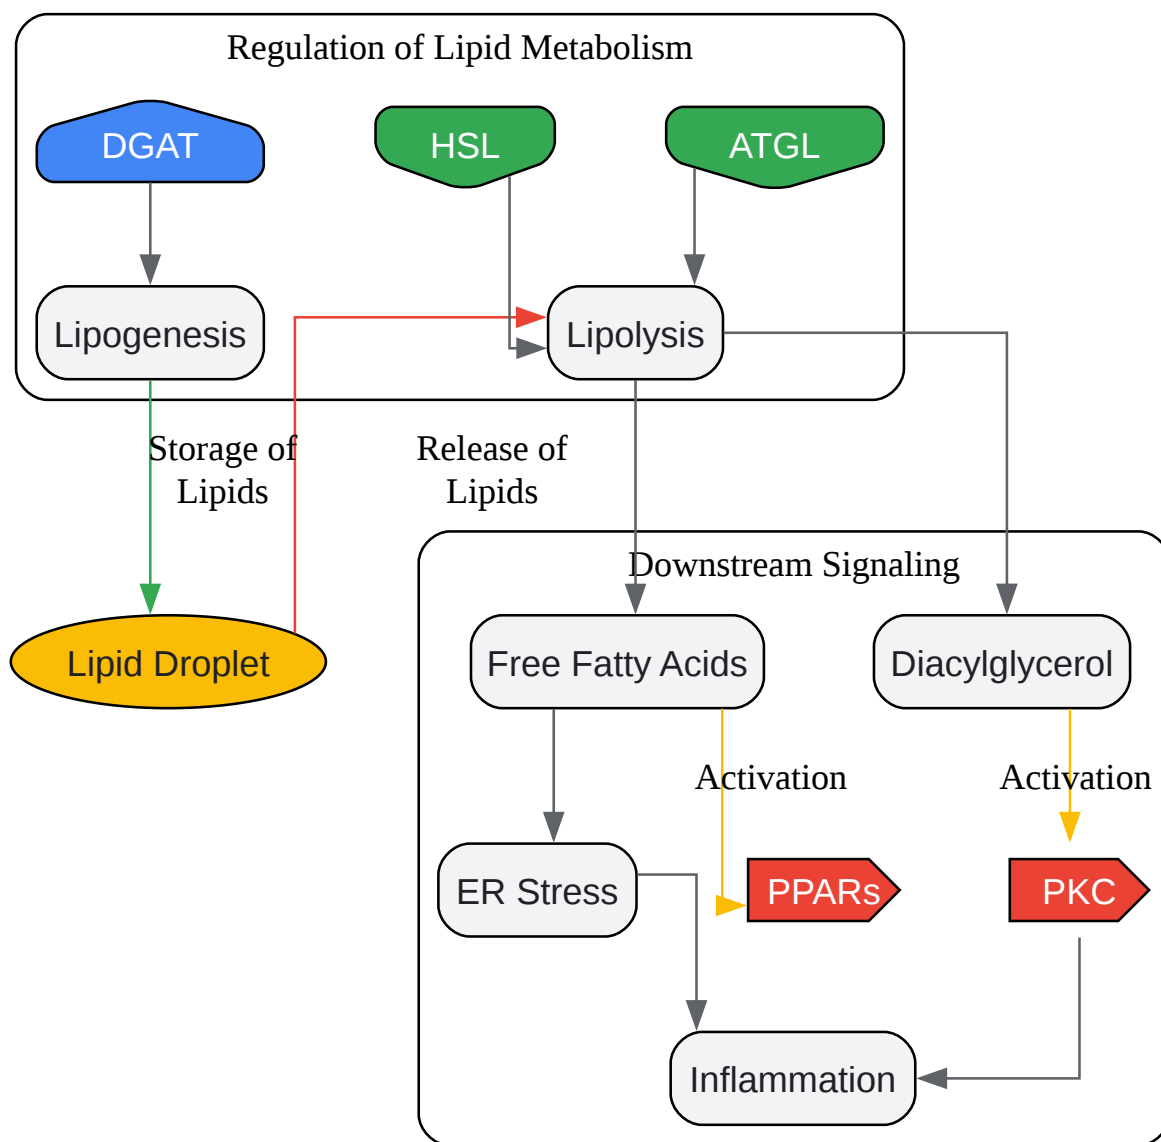 Regulation of Lipid Metabolism
DGAT
HSL
ATGL
Lipogenesis
Lipolysis
Storage of
Lipids
Release of
Lipids
Downstream Signaling
Lipid Droplet
Free Fatty Acids
Diacylglycerol
Activation
Activation
ER Stress
PPARs
PKC
Inflammation